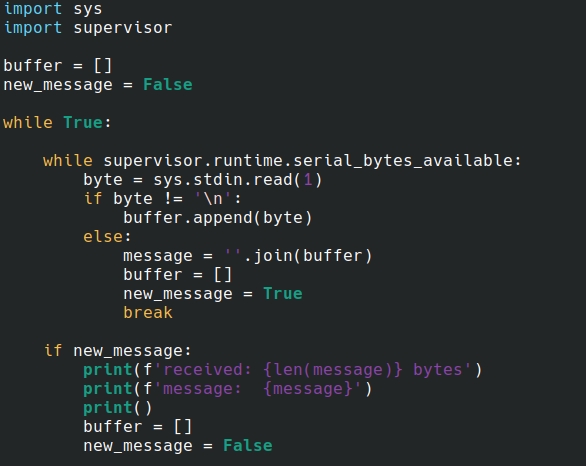 import sys
import supervisor

buffer = []
new_message = False

while True:

    while supervisor.runtime.serial_bytes_available:
        byte = sys.stdin.read(1)
        if byte != '\n':
            buffer.append(byte)
        else:
            message = ''.join(buffer)
            buffer = []
            new_message = True
            break

    if new_message:
        print(f'received: {len(message)} bytes')
        print(f'message:  {message}')
        print()
        buffer = []
        new_message = False